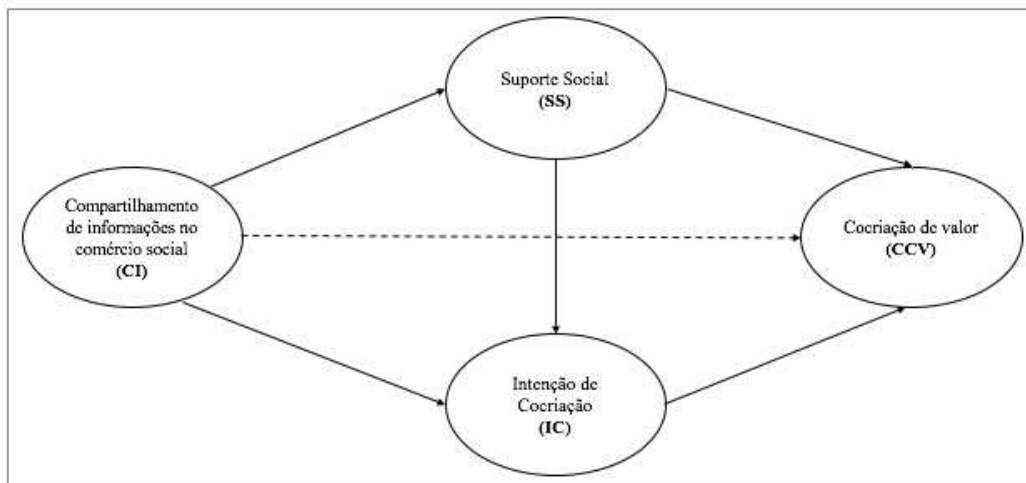 Suporte Social
(SS)
Compartilhamento
de informações no
comércio social
(CI)
Cocriação de valor
(CCV)
Intenção de
Cocriação
(IC)